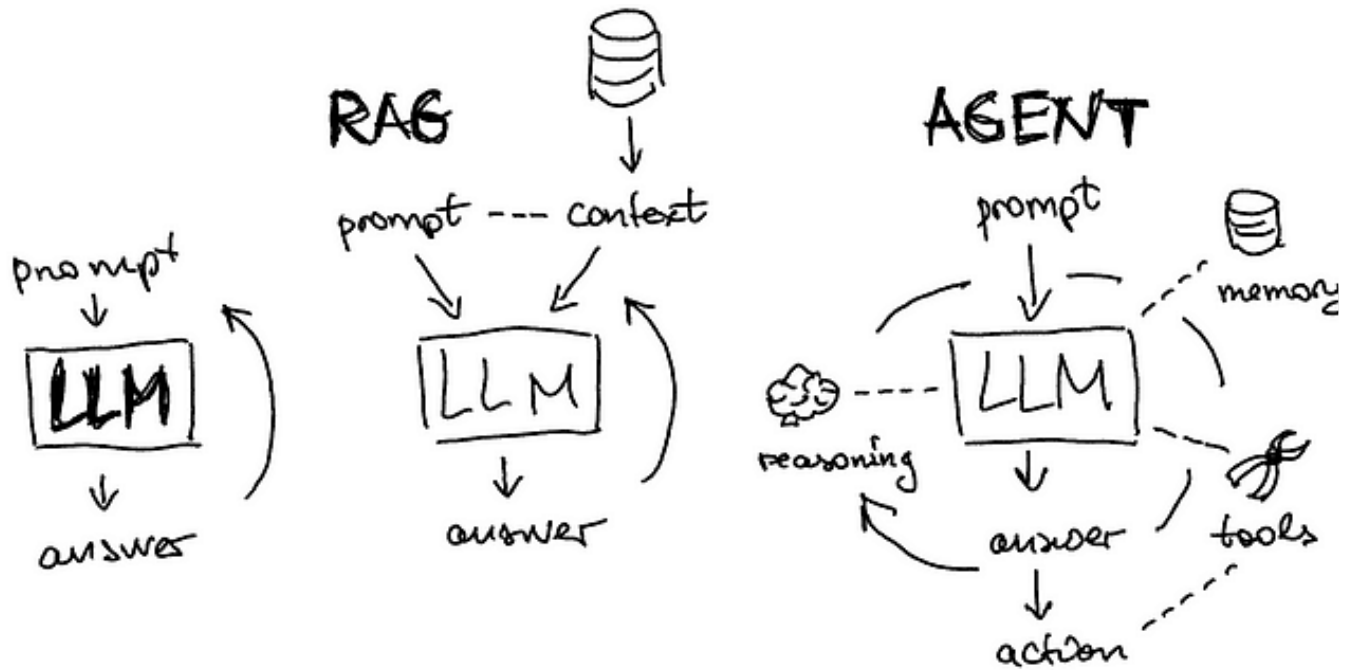 prompt
LLM
answer
RAG
prompt --- context
LLM
answer
AGENT
prompt
memory
LLM
reasoning
answer
tools
action